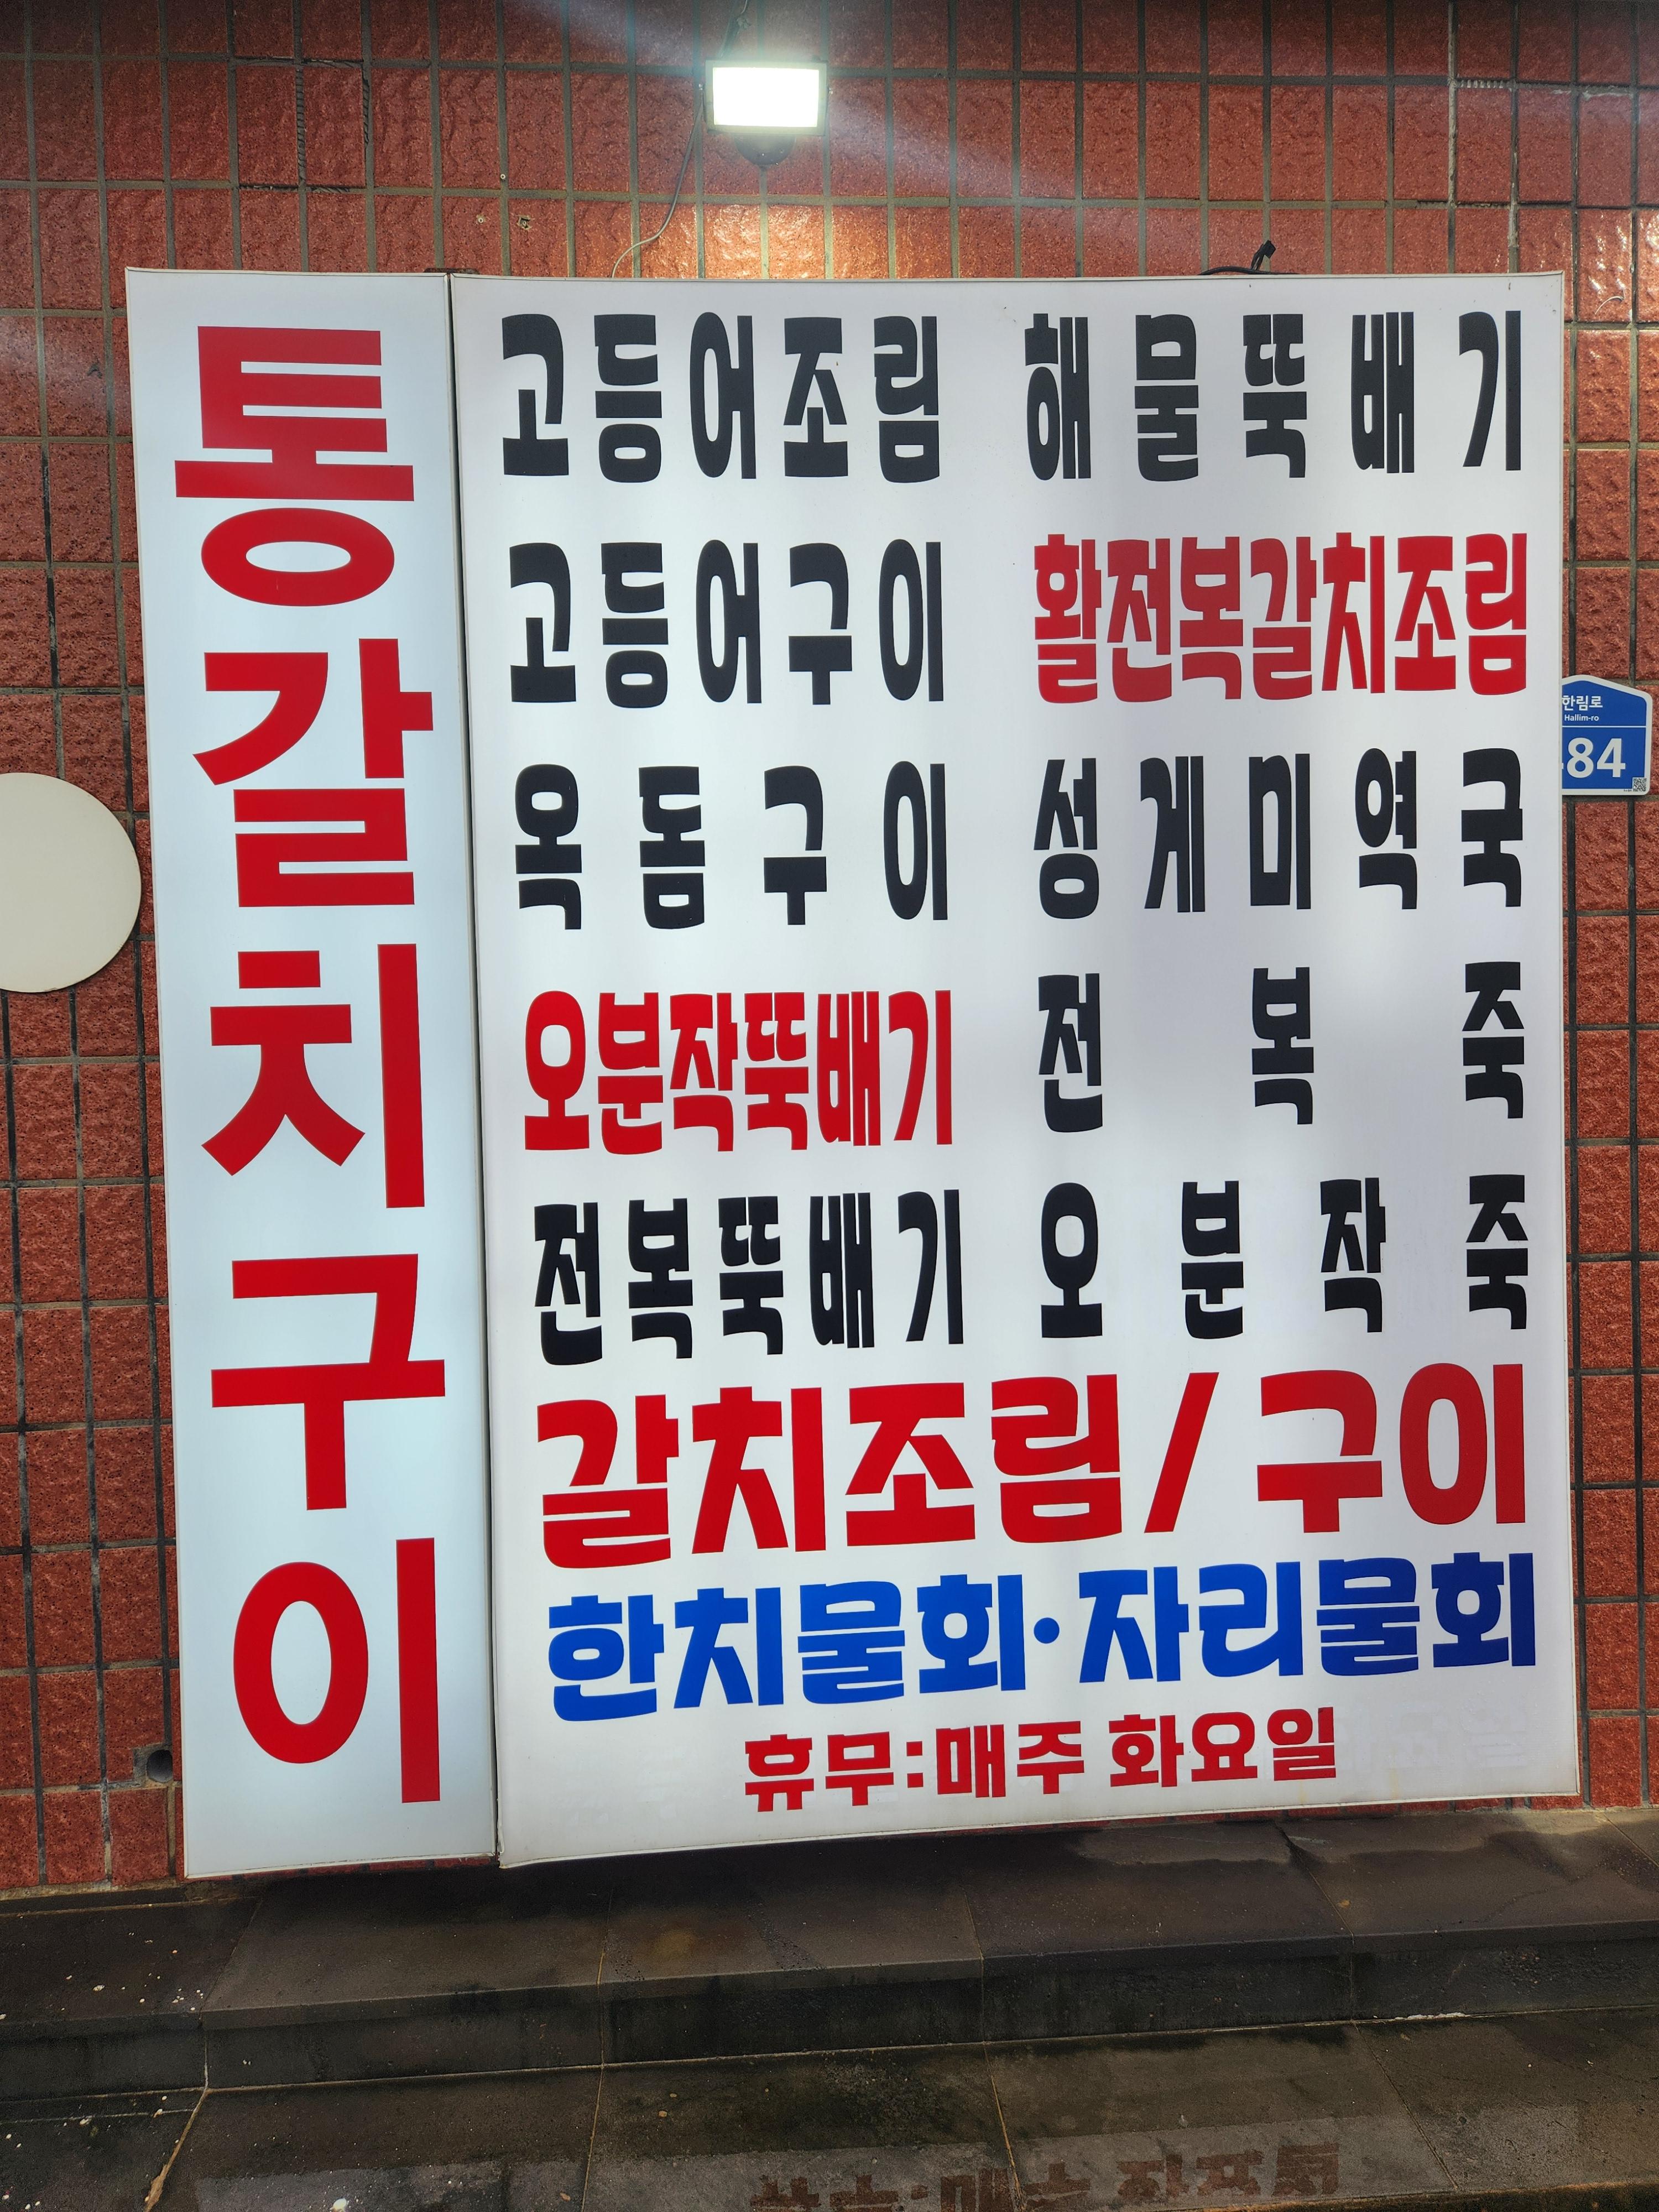 통갈치구이
고등어조림 해물뚝배기
고등어구이 활전복갈치조림
옥돔구이 성게미역국
오분작뚝배기 전복죽
전복뚝배기 오분작죽
갈치조림/구이
한치물회·자리물회
휴무:매주 화요일
한림로
Hallim-ro
84